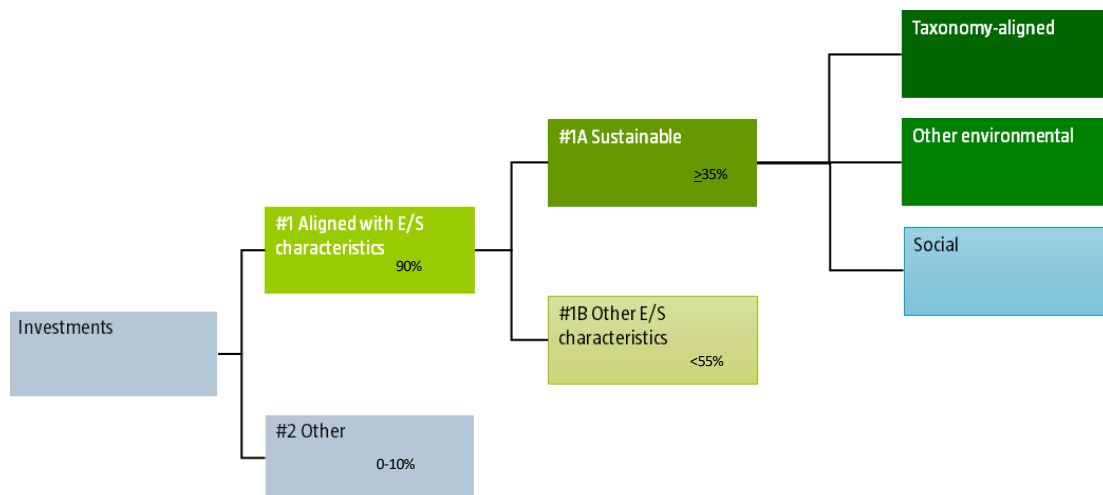 Taxonomy-aligned
#1A Sustainable
≥35%
Other environmental
#1 Aligned with E/S
characteristics
90%
Social
#1B Other E/S
characteristics
<55%
Investments
#2 Other
0-10%